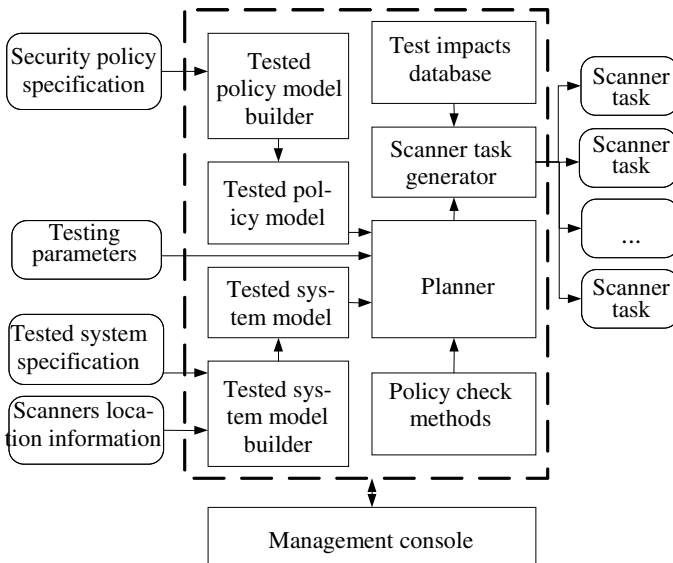 Security policy
specification
Tested
policy model
builder
Test impacts
database
Scanner
task
Scanner task
generator
Scanner
task
Tested pol-
icy model
Testing
parameters
Planner
...
Tested sys-
tem model
Scanner
task
Tested system
specification
Scanners loca-
tion information
Tested sys-
tem model
builder
Policy check
methods
Management console